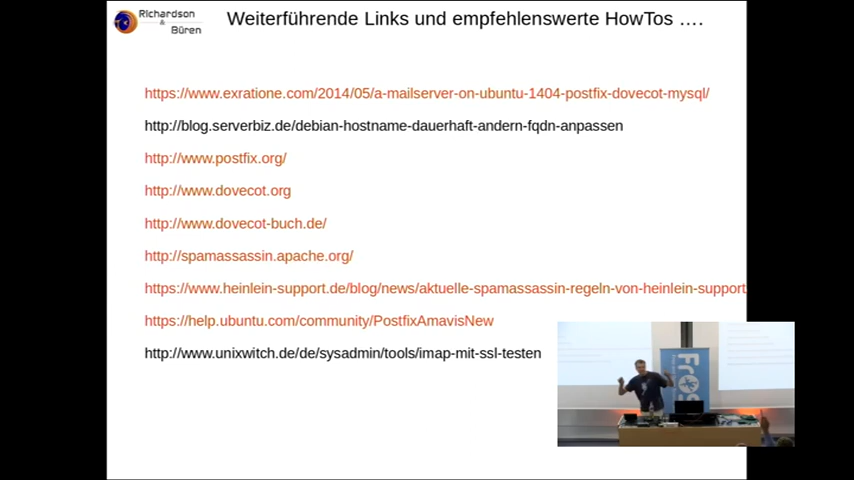 Richardson
&
Büren
Weiterführende Links und empfehlenswerte HowTos ….
https://www.exratione.com/2014/05/a-mailserver-on-ubuntu-1404-postfix-dovecot-mysql/
http://blog.serverbiz.de/debian-hostname-dauerhaft-andern-fqdn-anpassen
http://www.postfix.org/
http://www.dovecot.org
http://www.dovecot-buch.de/
http://spamassassin.apache.org/
https://www.heinlein-support.de/blog/news/aktuelle-spamassassin-regeln-von-heinlein-support
https://help.ubuntu.com/community/PostfixAmavisNew
http://www.unixwitch.de/de/sysadmin/tools/imap-mit-ssl-testen